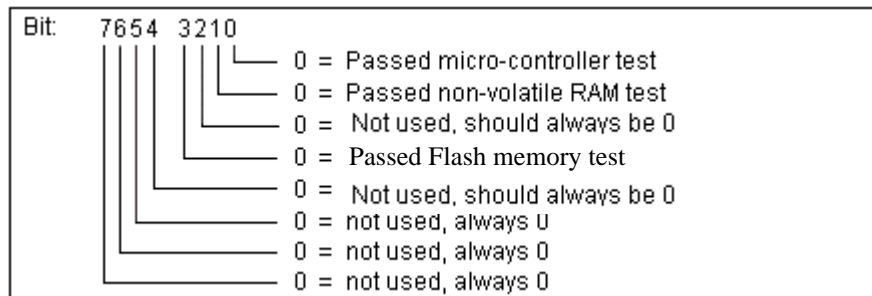 Bit: 7654 3210
0 = Passed micro-controller test
0 = Passed non-volatile RAM test
0 = Not used, should always be 0
0 = Passed Flash memory test
0 = Not used, should always be 0
0 = not used, always 0
0 = not used, always 0
0 = not used, always 0